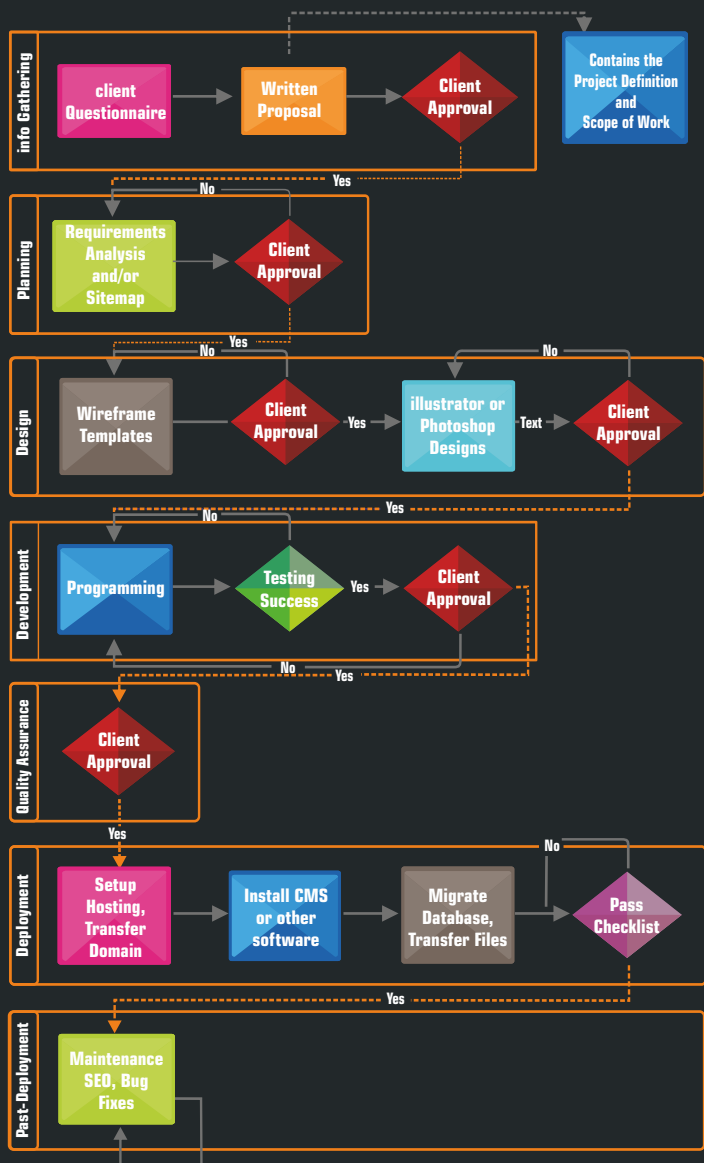 info Gathering
client
Questionnaire
Written
Proposal
Client
Approval
Contains the
Project Definition
and
Scope of Work
Yes
No
Planning
Requirements
Analysis
and/or
Sitemap
Client
Approval
Yes
No
Design
Wireframe
Templates
Client
Approval
Yes
illustrator or
Photoshop
Designs
Text
No
Client
Approval
Yes
No
Development
Programming
Testing
Success
Yes
Client
Approval
No
Yes
Quality Assurance
Client
Approval
Yes
Deployment
Setup
Hosting,
Transfer
Domain
Install CMS
or other
software
Migrate
Database,
Transfer Files
No
Pass
Checklist
Yes
Past-Deployment
Maintenance
SEO, Bug
Fixes